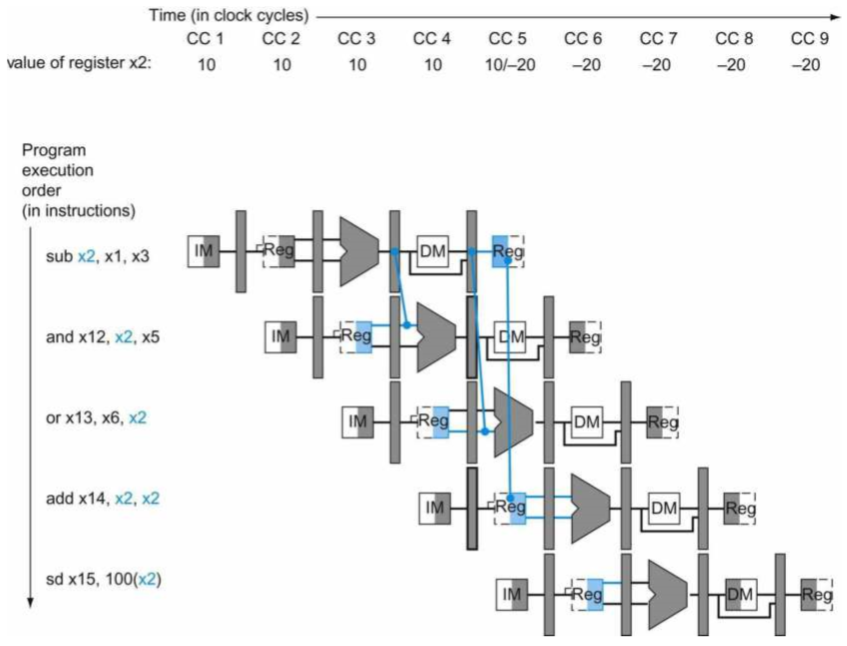 Time (in clock cycles)
CC 1 CC 2 CC 3 CC 4 CC 5 CC 6 CC 7 CC 8 CC 9
value of register x2: 10 10 10 10 10/–20 –20 –20 –20 –20
Program
execution
order
(in instructions)
sub x2, x1, x3
IM Reg DM Reg
and x12, x2, x5
IM Reg DM Reg
or x13, x6, x2
IM Reg DM Reg
add x14, x2, x2
IM Reg DM Reg
sd x15, 100(x2)
IM Reg DM Reg